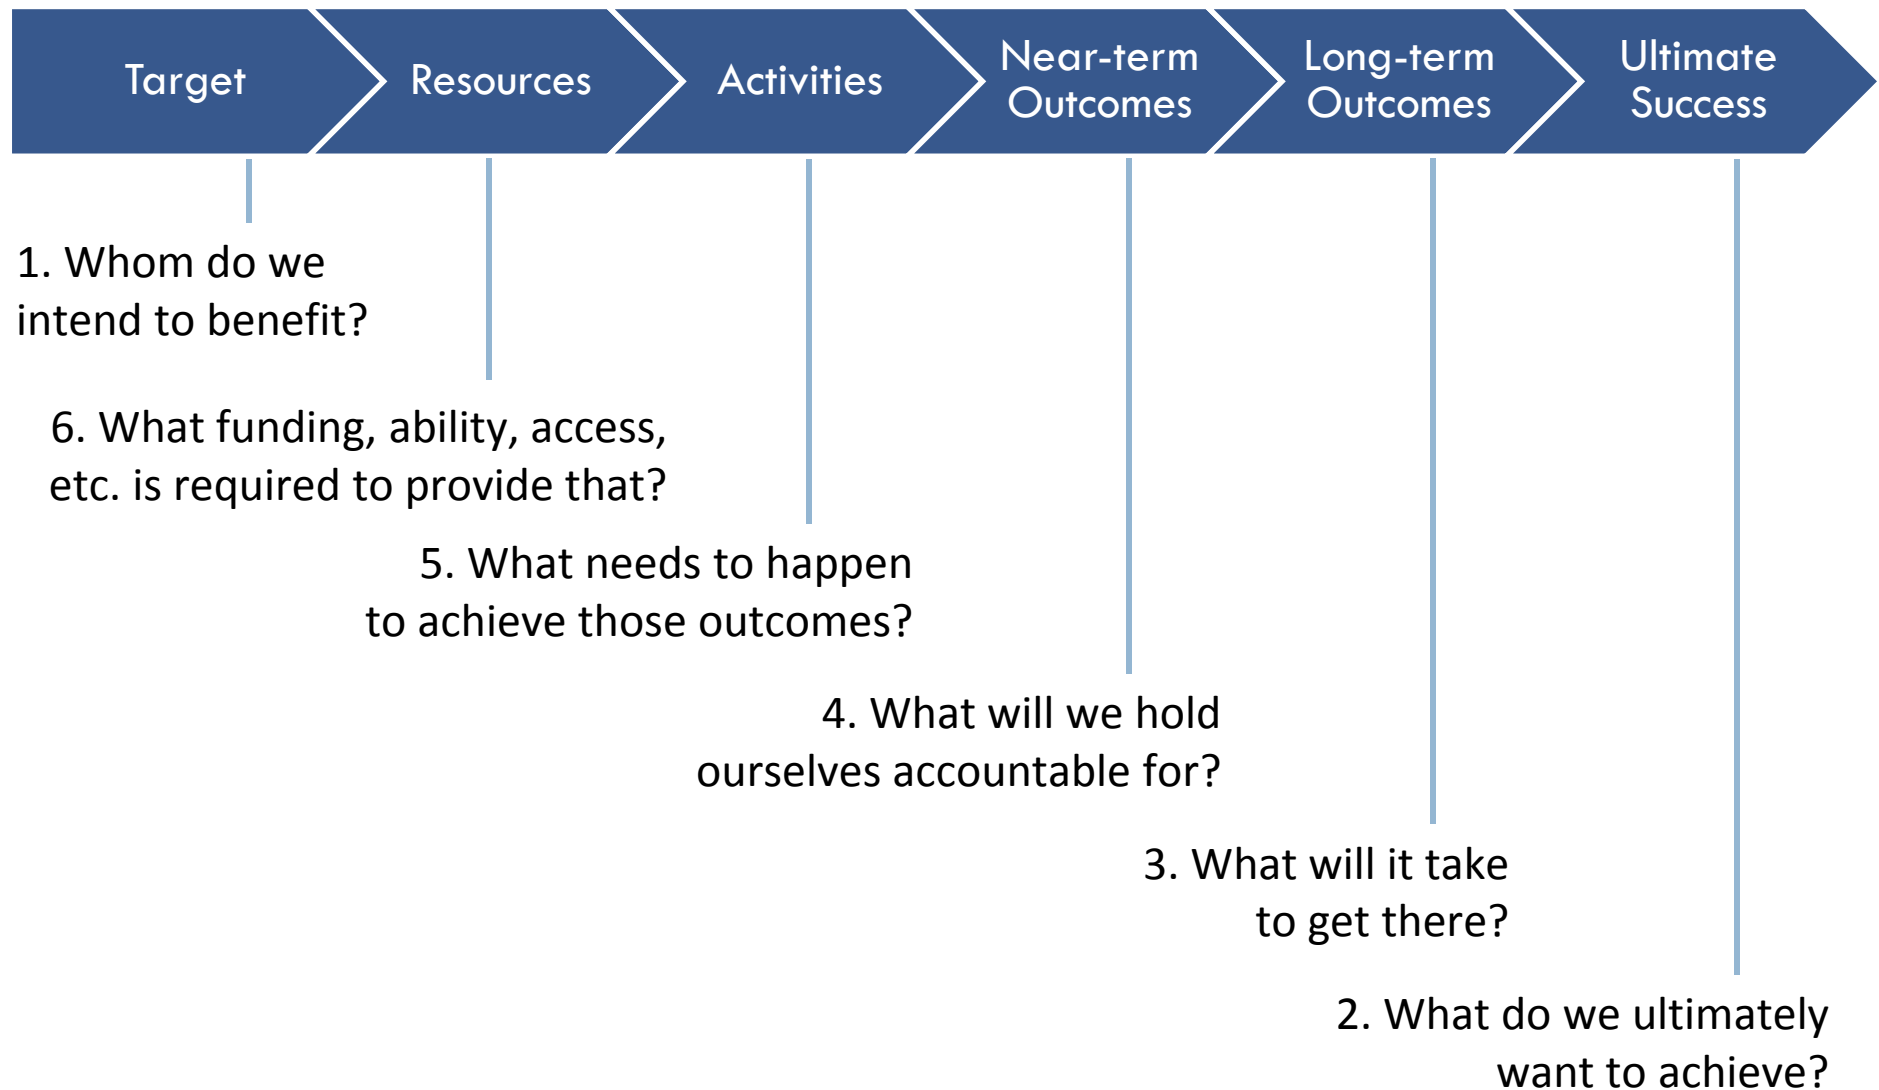 Target
Resources
Activities
Near-term
Outcomes
Long-term
Outcomes
Ultimate
Success
1. Whom do we
intend to benefit?
6. What funding, ability, access,
etc. is required to provide that?
5. What needs to happen
to achieve those outcomes?
4. What will we hold
ourselves accountable for?
3. What will it take
to get there?
2. What do we ultimately
want to achieve?